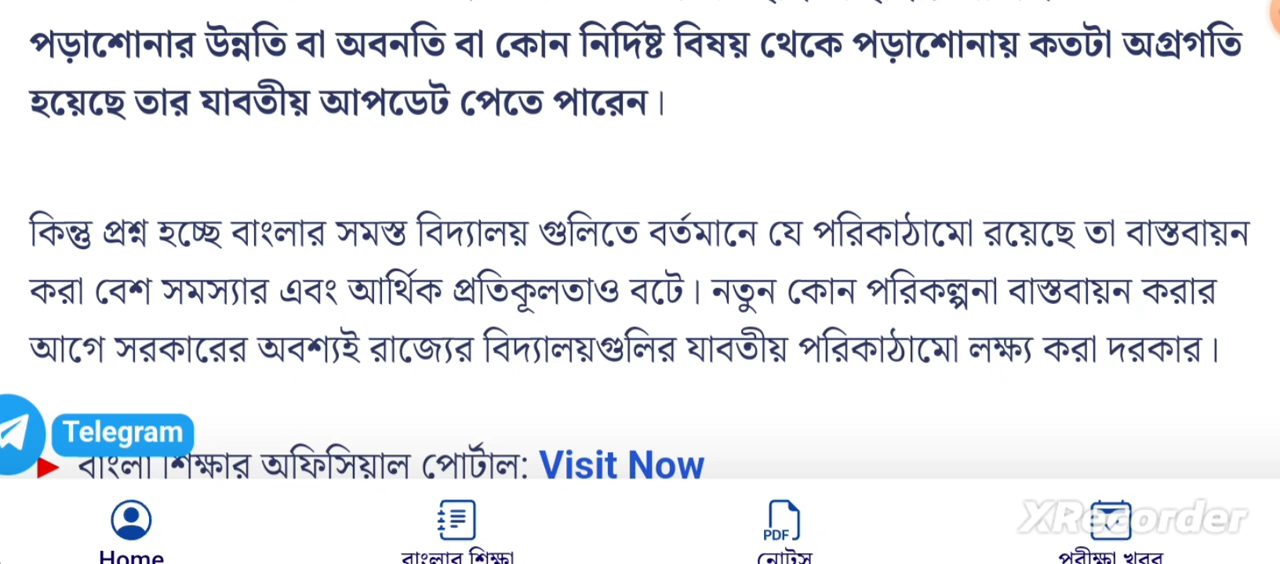 পড়াশোনার উন্নতি বা অবনতি বা কোন নির্দিষ্ট বিষয় থেকে পড়াশোনায় কতটা অগ্রগতি
হয়েছে তার যাবতীয় আপডেট পেতে পারেন।
কিন্তু প্রশ্ন হচ্ছে বাংলার সমস্ত বিদ্যালয় গুলিতে বর্তমানে যে পরিকাঠামো রয়েছে তা বাস্তবায়ন
করা বেশ সমস্যার এবং আর্থিক প্রতিকূলতাও বটে। নতুন কোন পরিকল্পনা বাস্তবায়ন করার
আগে সরকারের অবশ্যই রাজ্যের বিদ্যালয়গুলির যাবতীয় পরিকাঠামো লক্ষ্য করা দরকার।
Telegram
বাংলা শিক্ষার অফিসিয়াল পোর্টাল: Visit Now
XRecorder
PDF
Home বাংলার শিক্ষা নোটস পরীক্ষা খবর